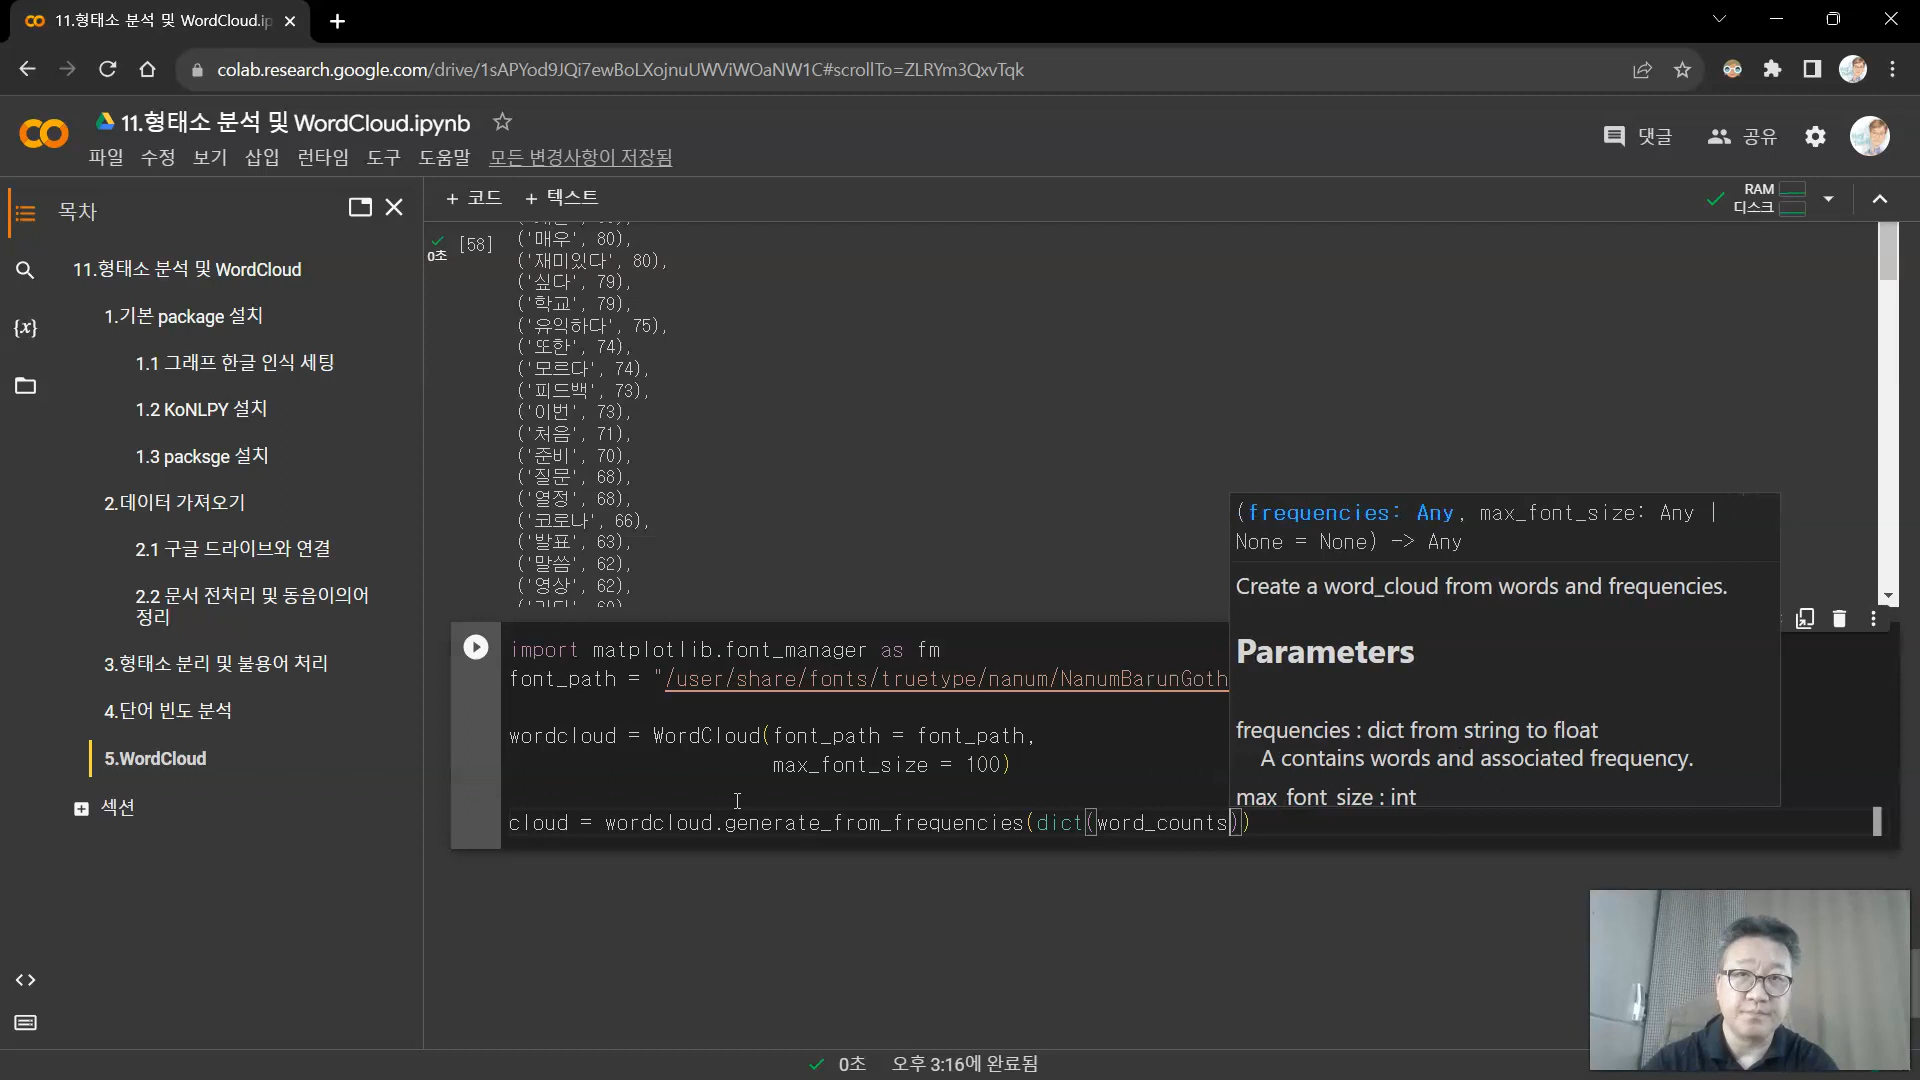 11.형태소 분석 및 WordCloud.ip
colab.research.google.com/drive/1sAPYod9JQi7ewBoLXojnuUWViWOaNW1C#scrollTo=ZLRYm3QxvTqk
11.형태소 분석 및 WordCloud.ipynb
댓글
공유
파일 수정 보기 삽입 런타임 도구 도움말 모든 변경사항이 저장됨
목차
+ 코드 + 텍스트
RAM
디스크
11.형태소 분석 및 WordCloud
1.기본 package 설치
1.1 그래프 한글 인식 세팅
1.2 KoNLPY 설치
1.3 packsge 설치
2.데이터 가져오기
2.1 구글 드라이브와 연결
2.2 문서 전처리 및 동음이의어
정리
3.형태소 분리 및 불용어 처리
4.단어 빈도 분석
5.WordCloud
섹션
{x}
0초
[58]
('매우', 80),
('재미있다', 80),
('싶다', 79),
('학교', 79),
('유익하다', 75),
('또한', 74),
('모르다', 74),
('피드백', 73),
('이번', 73),
('처음', 71),
('준비', 70),
('질문', 68),
('열정', 68),
('코로나', 66),
('발표', 63),
('말씀', 62),
('영상', 62),
import matplotlib.font_manager as fm
font_path = "/user/share/fonts/truetype/nanum/NanumBarunGoth
wordcloud = WordCloud(font_path = font_path,
max_font_size = 100)
cloud = wordcloud.generate_from_frequencies(dict(word_counts))
(frequencies: Any, max_font_size: Any |
None = None) -> Any
Create a word_cloud from words and frequencies.
Parameters
frequencies : dict from string to float
A contains words and associated frequency.
max_font_size : int
0초 오후 3:16에 완료됨